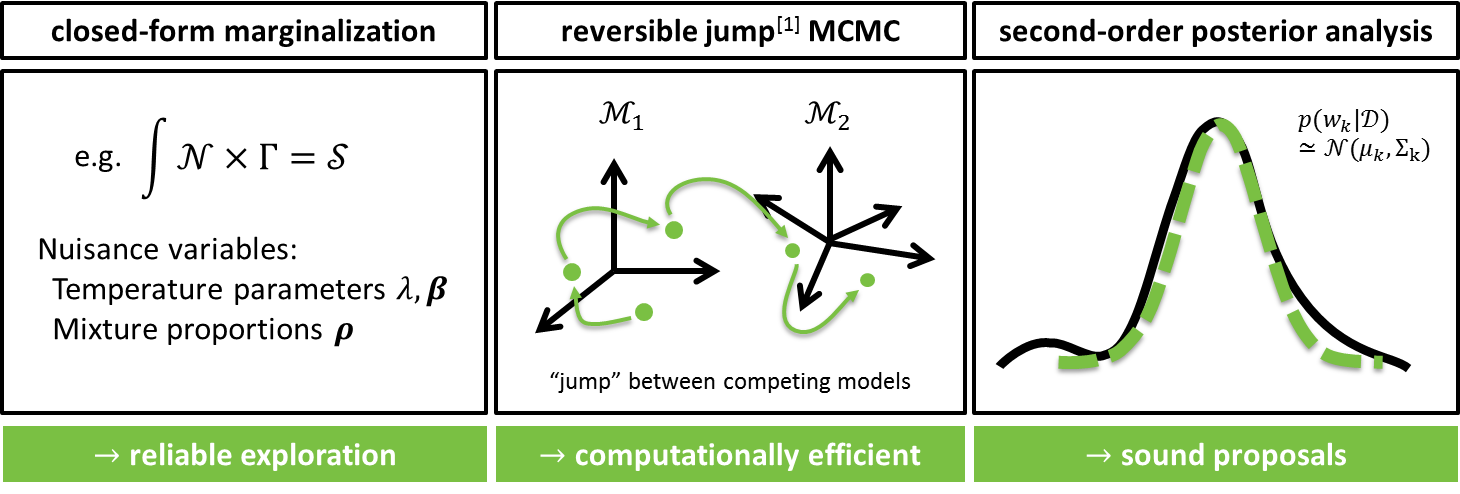 closed-form marginalization
e.g. ∫ 𝒩 × Γ = 𝒮
Nuisance variables:
Temperature parameters λ, β
Mixture proportions ρ
→ reliable exploration
reversible jump[1] MCMC
ℳ1 ℳ2
“jump” between competing models
→ computationally efficient
second-order posterior analysis
p(wₖ|𝒟)
≃ 𝒩(μₖ, Σₖ)
→ sound proposals